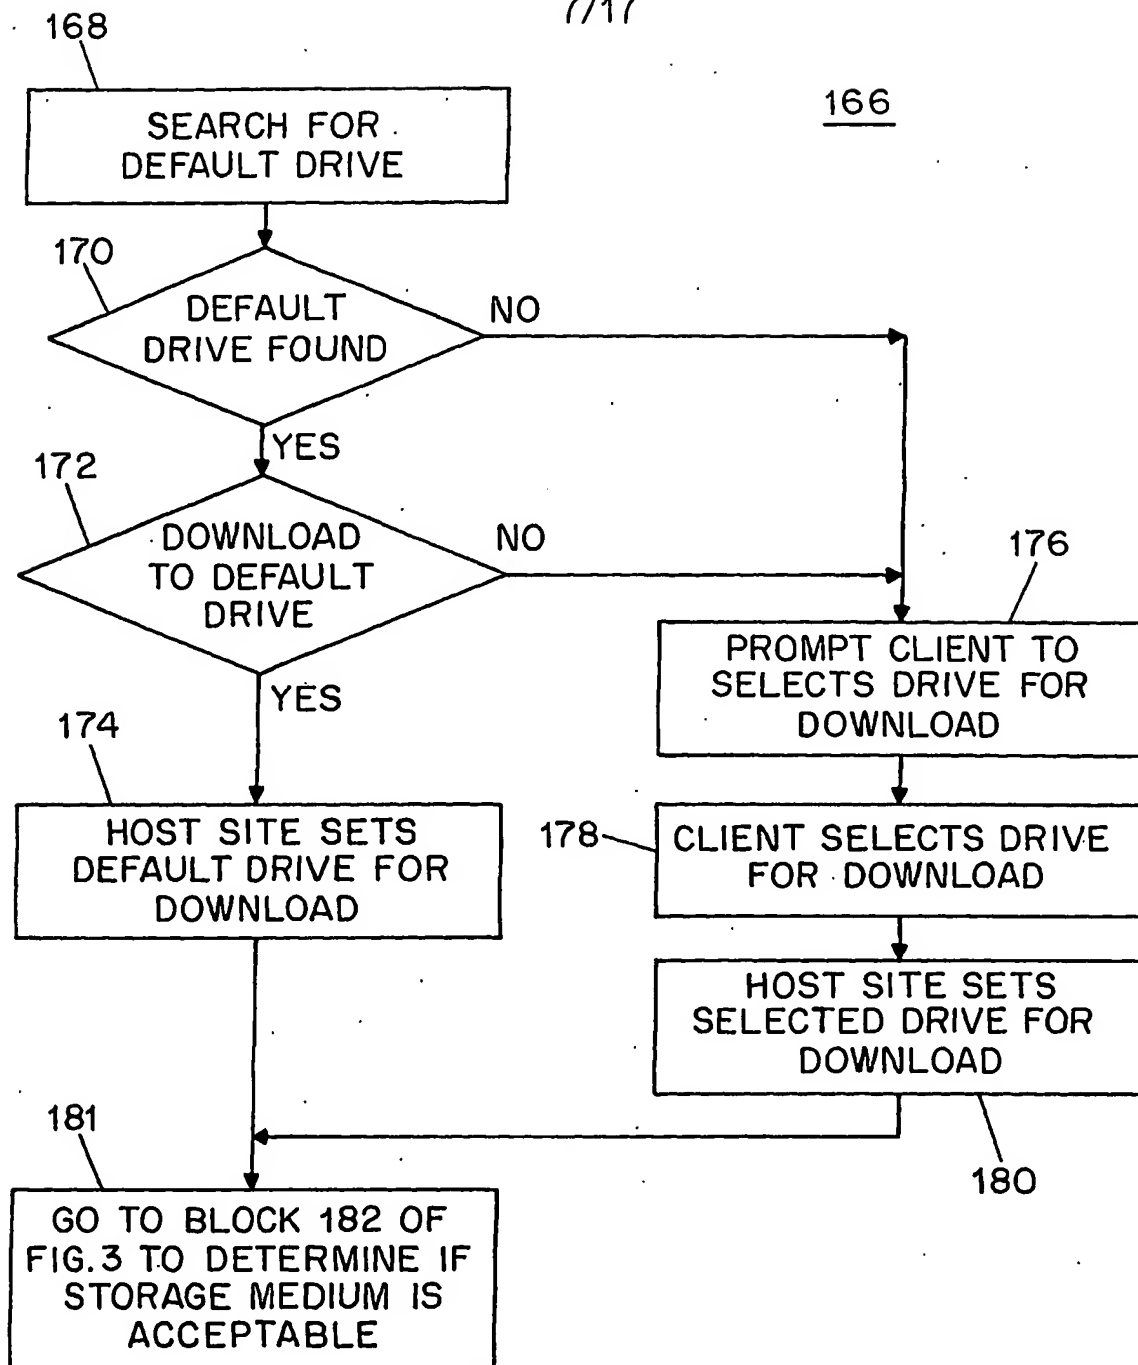 7/17
168
166
SEARCH FOR
DEFAULT DRIVE
170
DEFAULT
DRIVE FOUND
NO
YES
172
DOWNLOAD
TO DEFAULT
DRIVE
NO
YES
176
PROMPT CLIENT TO
SELECTS DRIVE FOR
DOWNLOAD
174
HOST SITE SETS
DEFAULT DRIVE FOR
DOWNLOAD
178
CLIENT SELECTS DRIVE
FOR DOWNLOAD
HOST SITE SETS
SELECTED DRIVE FOR
DOWNLOAD
180
181
GO TO BLOCK 182 OF
FIG.3 TO DETERMINE IF
STORAGE MEDIUM IS
ACCEPTABLE